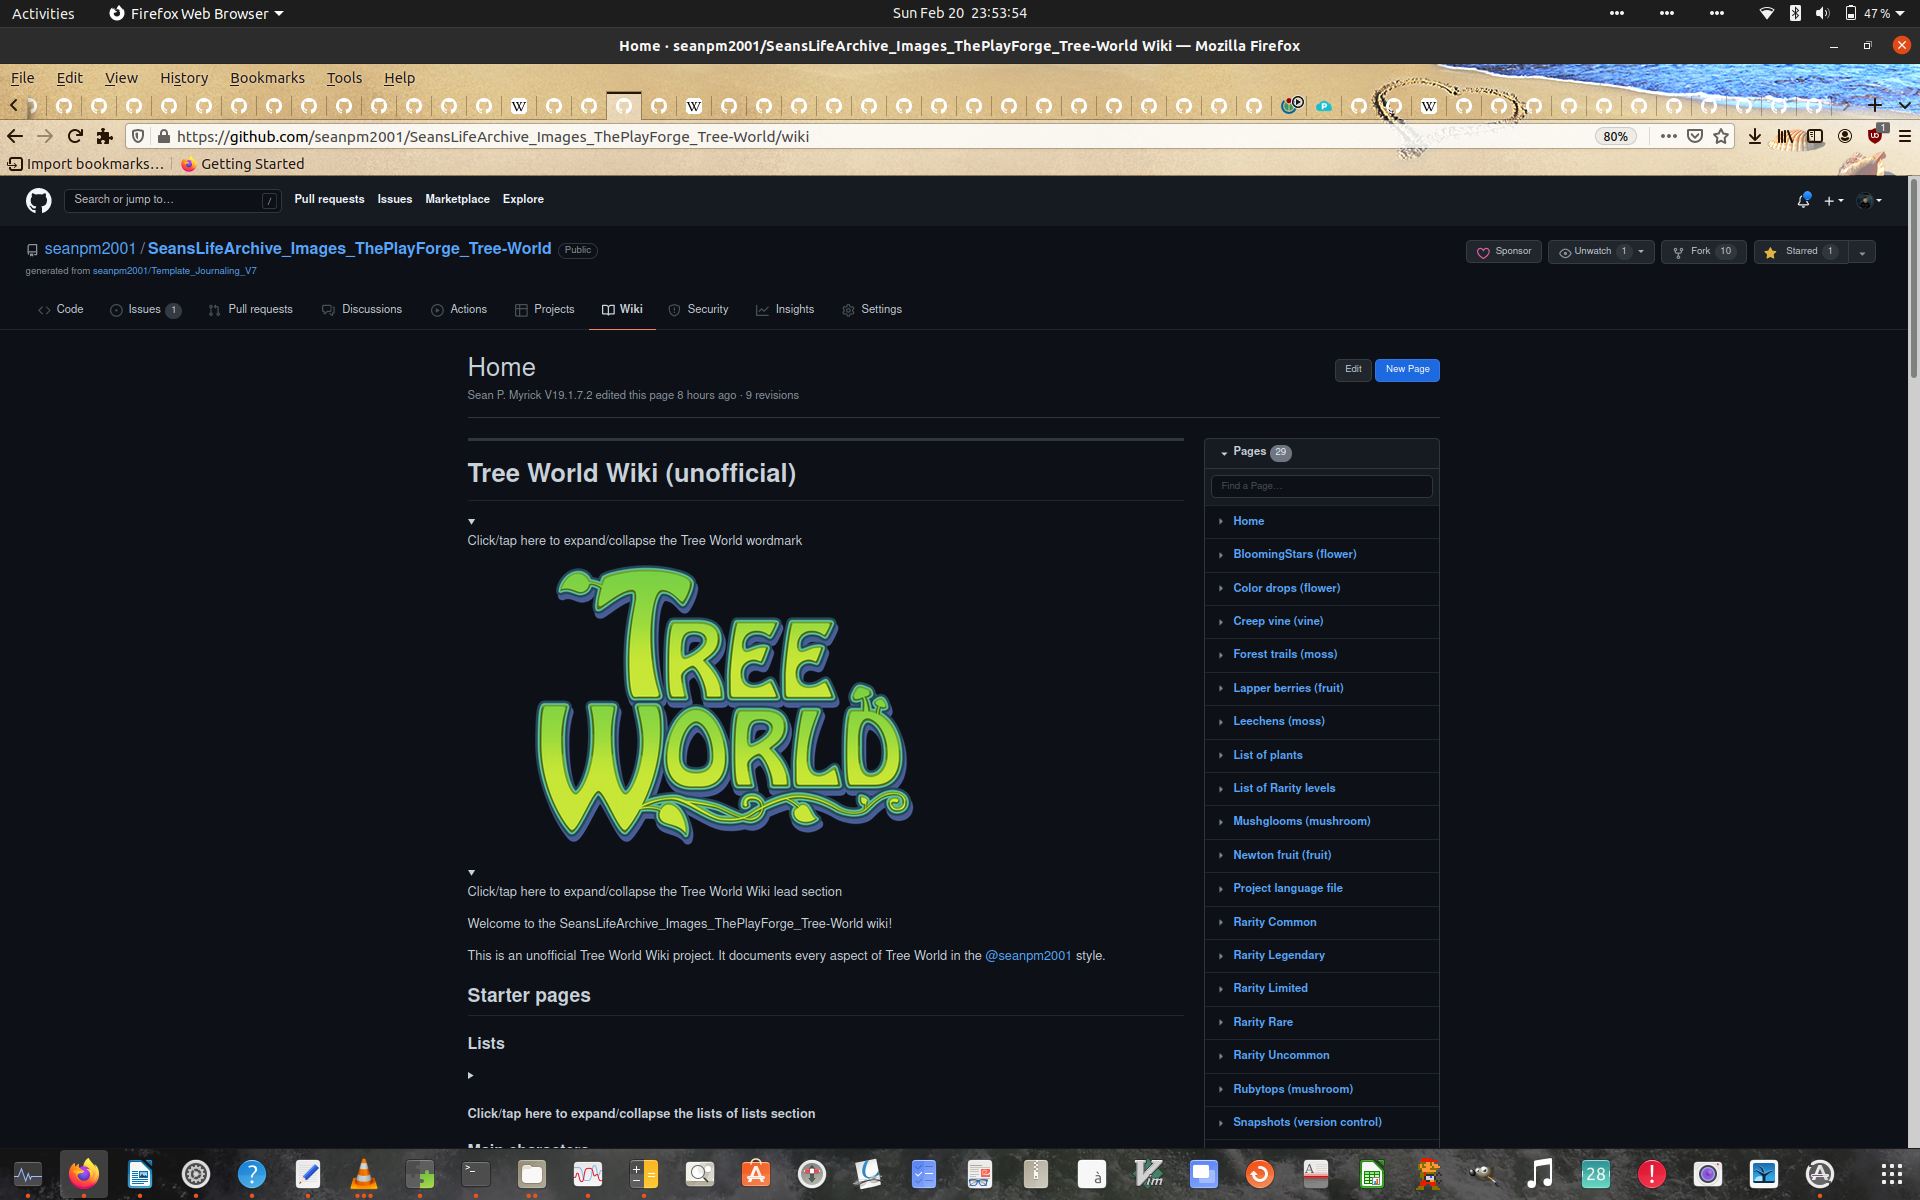 Activities
Firefox Web Browser
Sun Feb 20 23:53:54
47 %
Home · seanpm2001/SeansLifeArchive_Images_ThePlayForge_Tree-World Wiki — Mozilla Firefox
File Edit View History Bookmarks Tools Help
https://github.com/seanpm2001/SeansLifeArchive_Images_ThePlayForge_Tree-World/wiki
80%
1
Import bookmarks…
Getting Started
Search or jump to…
/
Pull requests Issues Marketplace Explore
seanpm2001 / SeansLifeArchive_Images_ThePlayForge_Tree-World
Public
Sponsor
Unwatch 1
Fork 10
Starred 1
generated from seanpm2001/Template_Journaling_V7
Code
Issues 1
Pull requests
Discussions
Actions
Projects
Wiki
Security
Insights
Settings
Home
Edit
New Page
Sean P. Myrick V19.1.7.2 edited this page 8 hours ago · 9 revisions
Tree World Wiki (unofficial)
Click/tap here to expand/collapse the Tree World wordmark
TREE
WORLD
Click/tap here to expand/collapse the Tree World Wiki lead section
Welcome to the SeansLifeArchive_Images_ThePlayForge_Tree-World wiki!
This is an unofficial Tree World Wiki project. It documents every aspect of Tree World in the @seanpm2001 style.
Starter pages
Lists
Click/tap here to expand/collapse the lists of lists section
Main characters
Pages 29
Find a Page…
Home
BloomingStars (flower)
Color drops (flower)
Creep vine (vine)
Forest trails (moss)
Lapper berries (fruit)
Leechens (moss)
List of plants
List of Rarity levels
Mushglooms (mushroom)
Newton fruit (fruit)
Project language file
Rarity Common
Rarity Legendary
Rarity Limited
Rarity Rare
Rarity Uncommon
Rubytops (mushroom)
Snapshots (version control)
28